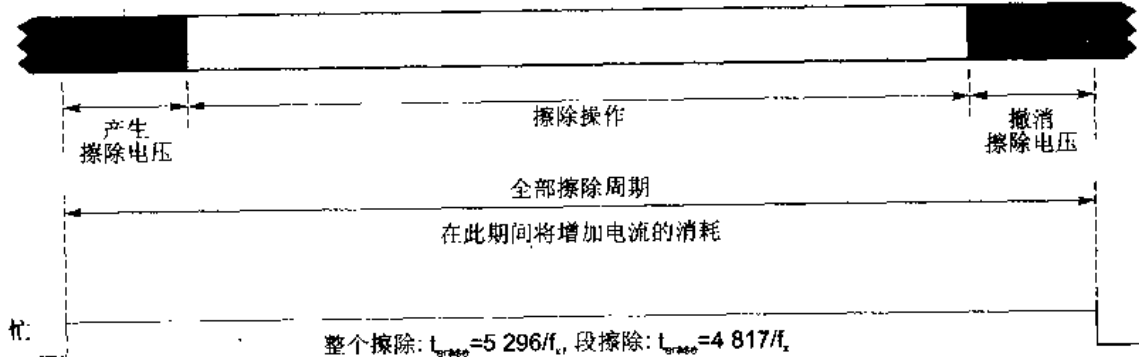 产生
擦除电压
擦除操作
撤消
擦除电压
全部擦除周期
在此期间将增加电流的消耗
忙
整个擦除: t_erase=5 296/f_x, 段擦除: t_erase=4 817/f_x